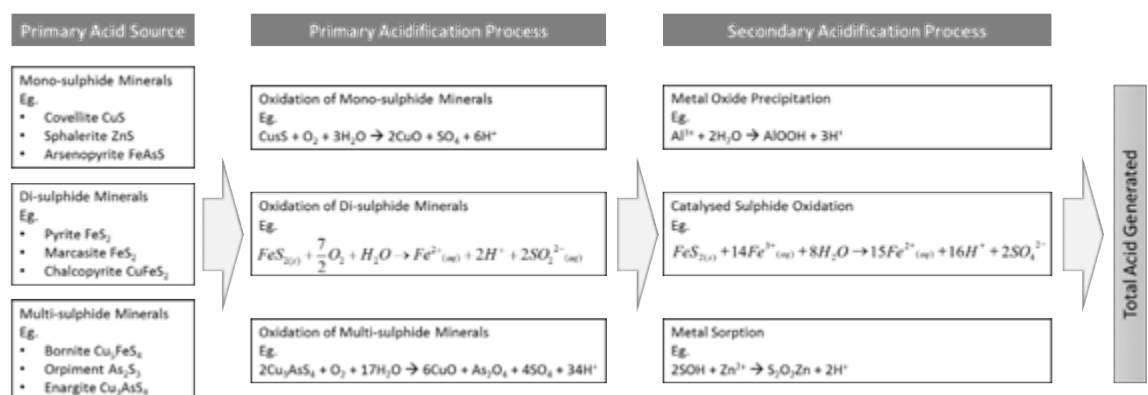 Primary Acid Source
Mono-sulphide Minerals
Eg.
• Covellite CuS
• Sphalerite ZnS
• Arsenopyrite FeAsS
Di-sulphide Minerals
Eg.
• Pyrite FeS₂
• Marcasite FeS₂
• Chalcopyrite CuFeS₂
Multi-sulphide Minerals
Eg.
• Bornite Cu₅FeS₄
• Orpiment As₂S₃
• Enargite Cu₃AsS₄
Primary Acidification Process
Oxidation of Mono-sulphide Minerals
Eg.
CusS + O₂ + 3H₂O → 2CuO + SO₄ + 6H⁺
Oxidation of Di-sulphide Minerals
Eg.
FeS₂₍ₛ₎ + 7/2 O₂ + H₂O → Fe²⁺₍aq₎ + 2H⁺ + 2SO₂²⁻₍aq₎
Oxidation of Multi-sulphide Minerals
Eg.
2Cu₃AsS₄ + O₂ + 17H₂O → 6CuO + As₂O₄ + 4SO₄ + 34H⁺
Secondary Acidification Process
Metal Oxide Precipitation
Eg.
Al³⁺ + 2H₂O → AlOOH + 3H⁺
Catalysed Sulphide Oxidation
Eg.
FeS₂₍ₛ₎ + 14Fe³⁺₍aq₎ + 8H₂O → 15Fe²⁺₍aq₎ + 16H⁺ + 2SO₄²⁻
Metal Sorption
Eg.
2SOH + Zn²⁺ → S₂O₂Zn + 2H⁺
Total Acid Generated